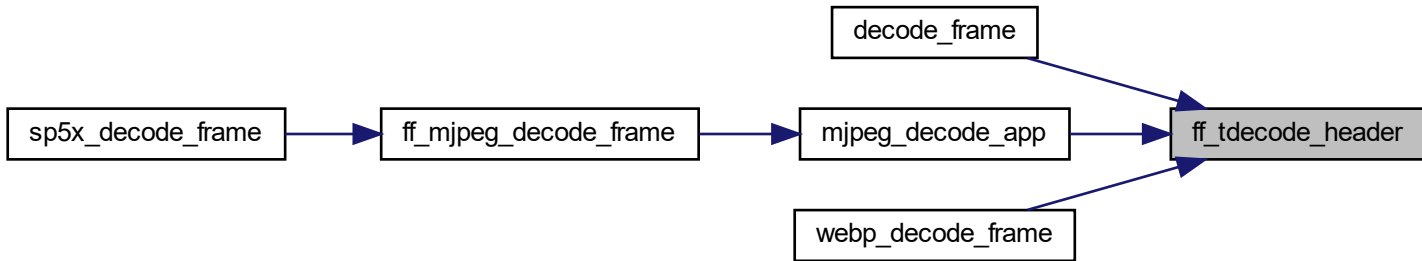 decode_frame
sp5x_decode_frame
ff_mjpeg_decode_frame
mjpeg_decode_app
ff_tdecode_header
webp_decode_frame